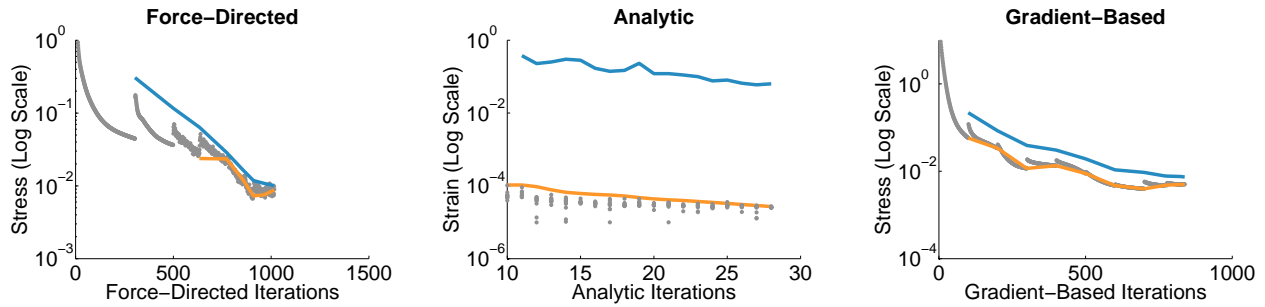 Force−Directed
Stress (Log Scale)
10^0
10^−1
10^−2
10^−3
0 500 1000 1500
Force−Directed Iterations
Analytic
Strain (Log Scale)
10^0
10^−2
10^−4
10^−6
10 15 20 25 30
Analytic Iterations
Gradient−Based
Stress (Log Scale)
10^0
10^−2
10^−4
0 500 1000
Gradient−Based Iterations